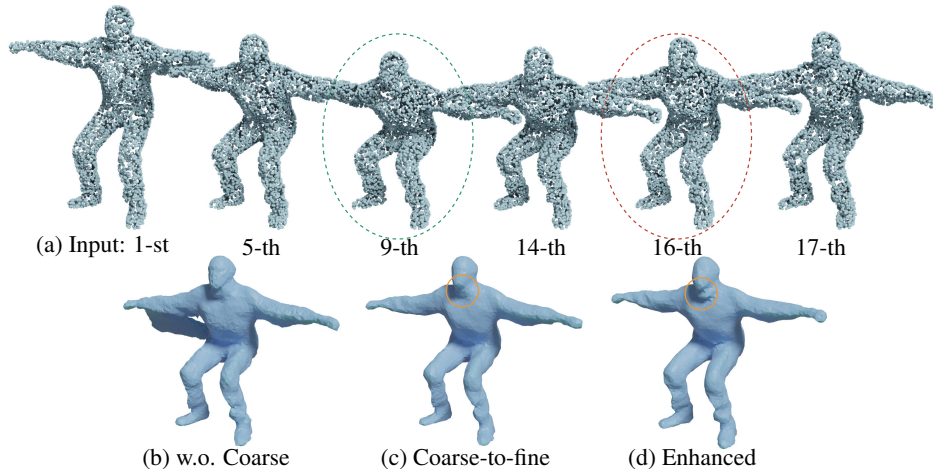 (a) Input: 1-st 5-th 9-th 14-th 16-th 17-th
(b) w.o. Coarse (c) Coarse-to-fine (d) Enhanced